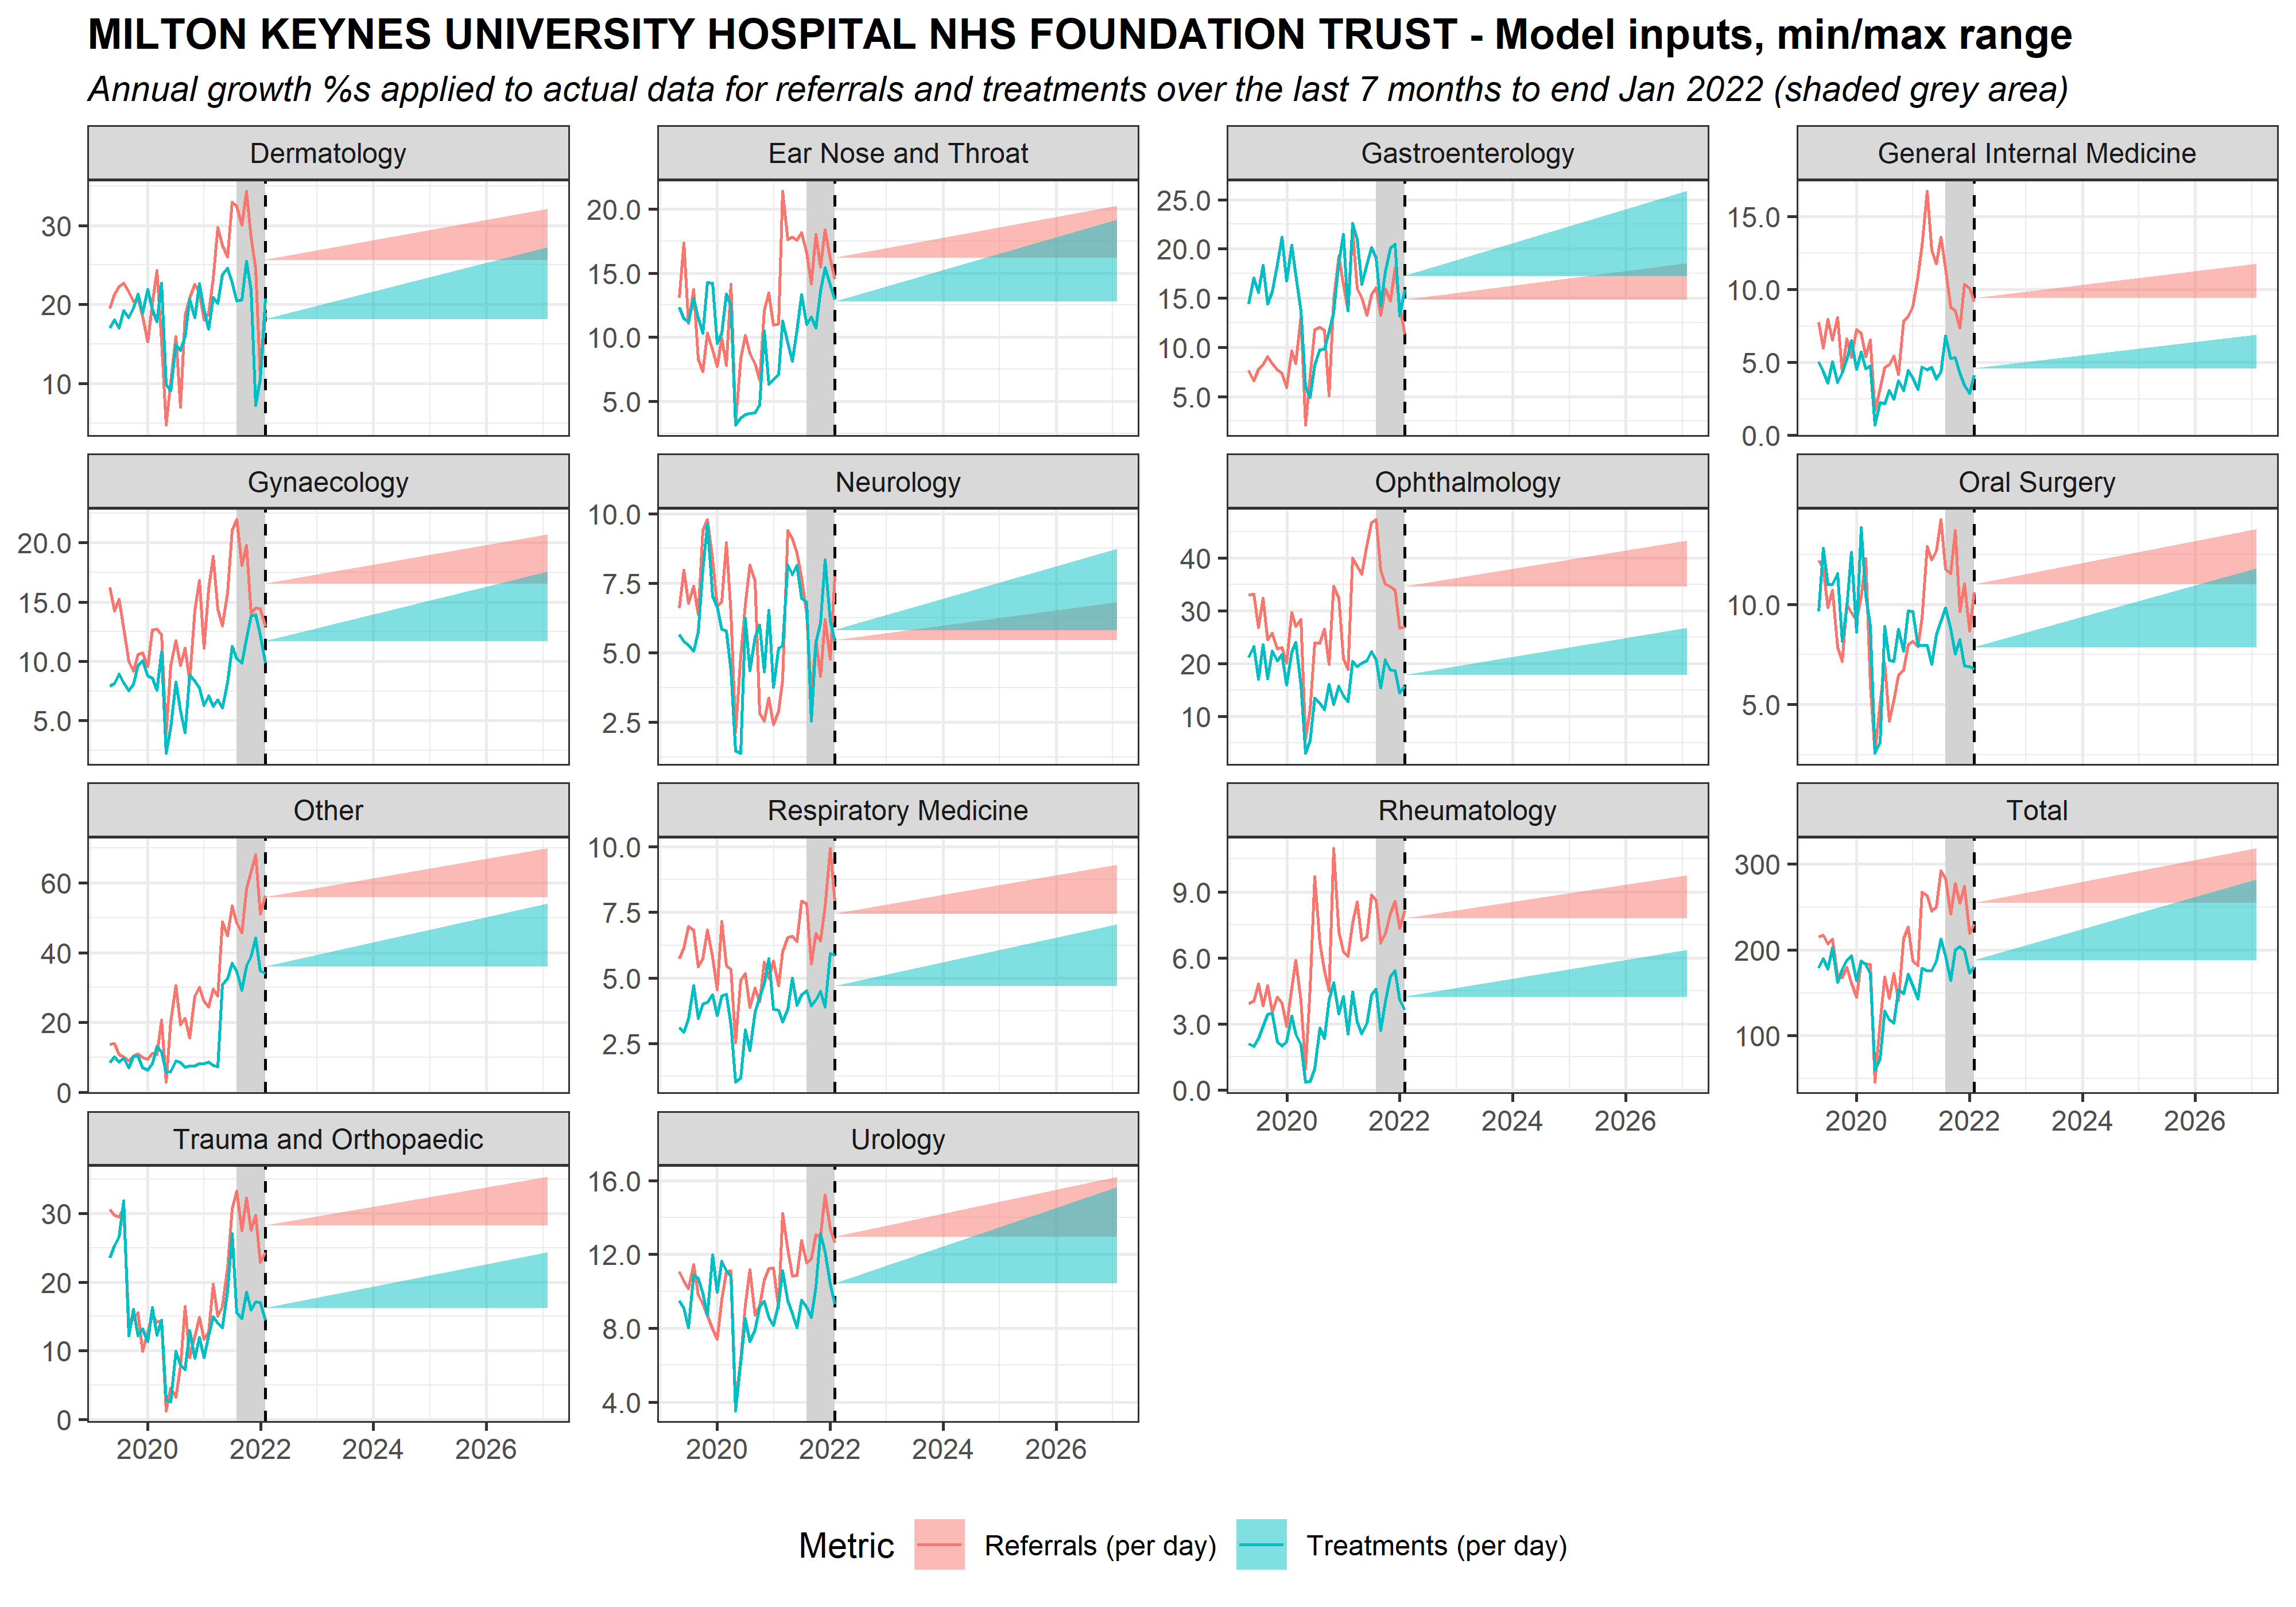 MILTON KEYNES UNIVERSITY HOSPITAL NHS FOUNDATION TRUST - Model inputs, min/max range
Annual growth %s applied to actual data for referrals and treatments over the last 7 months to end Jan 2022 (shaded grey area)
Dermatology
30
20
10
Ear Nose and Throat
20.0
15.0
10.0
5.0
Gastroenterology
25.0
20.0
15.0
10.0
5.0
General Internal Medicine
15.0
10.0
5.0
0.0
Gynaecology
20.0
15.0
10.0
5.0
Neurology
10.0
7.5
5.0
2.5
Ophthalmology
40
30
20
10
Oral Surgery
10.0
5.0
Other
60
40
20
0
Respiratory Medicine
10.0
7.5
5.0
2.5
Rheumatology
9.0
6.0
3.0
0.0
2020 2022 2024 2026
Total
300
200
100
2020 2022 2024 2026
Trauma and Orthopaedic
30
20
10
0
2020 2022 2024 2026
Urology
16.0
12.0
8.0
4.0
2020 2022 2024 2026
Metric Referrals (per day) Treatments (per day)